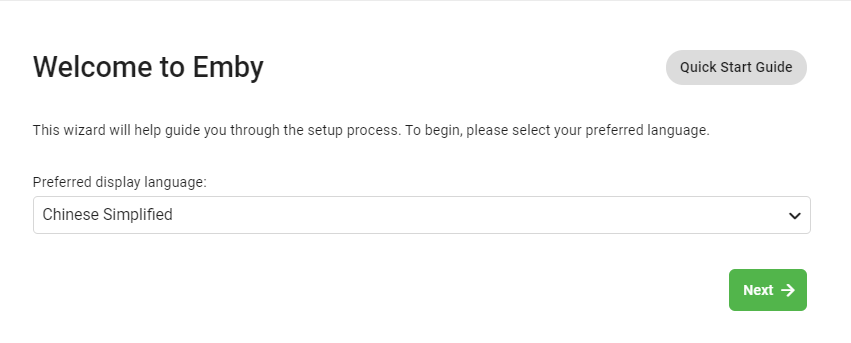 Welcome to Emby
Quick Start Guide
This wizard will help guide you through the setup process. To begin, please select your preferred language.
Preferred display language:
Chinese Simplified
Next